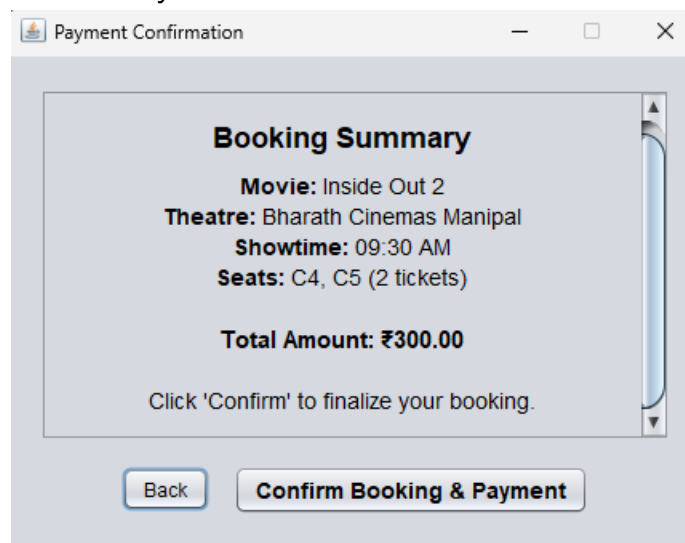 Payment Confirmation
Booking Summary
Movie: Inside Out 2
Theatre: Bharath Cinemas Manipal
Showtime: 09:30 AM
Seats: C4, C5 (2 tickets)
Total Amount: ₹300.00
Click 'Confirm' to finalize your booking.
Back
Confirm Booking & Payment